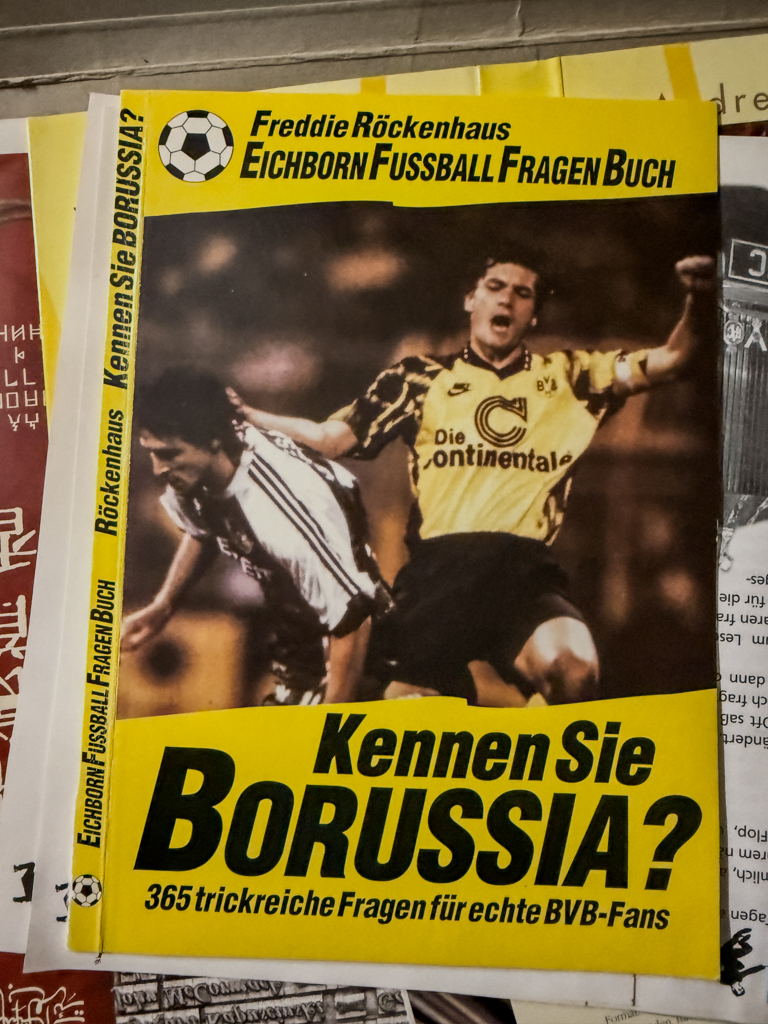 Freddie Röckenhaus
EICHBORN FUSSBALL FRAGEN BUCH
BVB
Die
Continentale
Kennen Sie
BORUSSIA?
365 trickreiche Fragen für echte BVB-Fans
EICHBORN FUSSBALL FRAGEN BUCH Röckenhaus Kennen Sie BORUSSIA?
dre